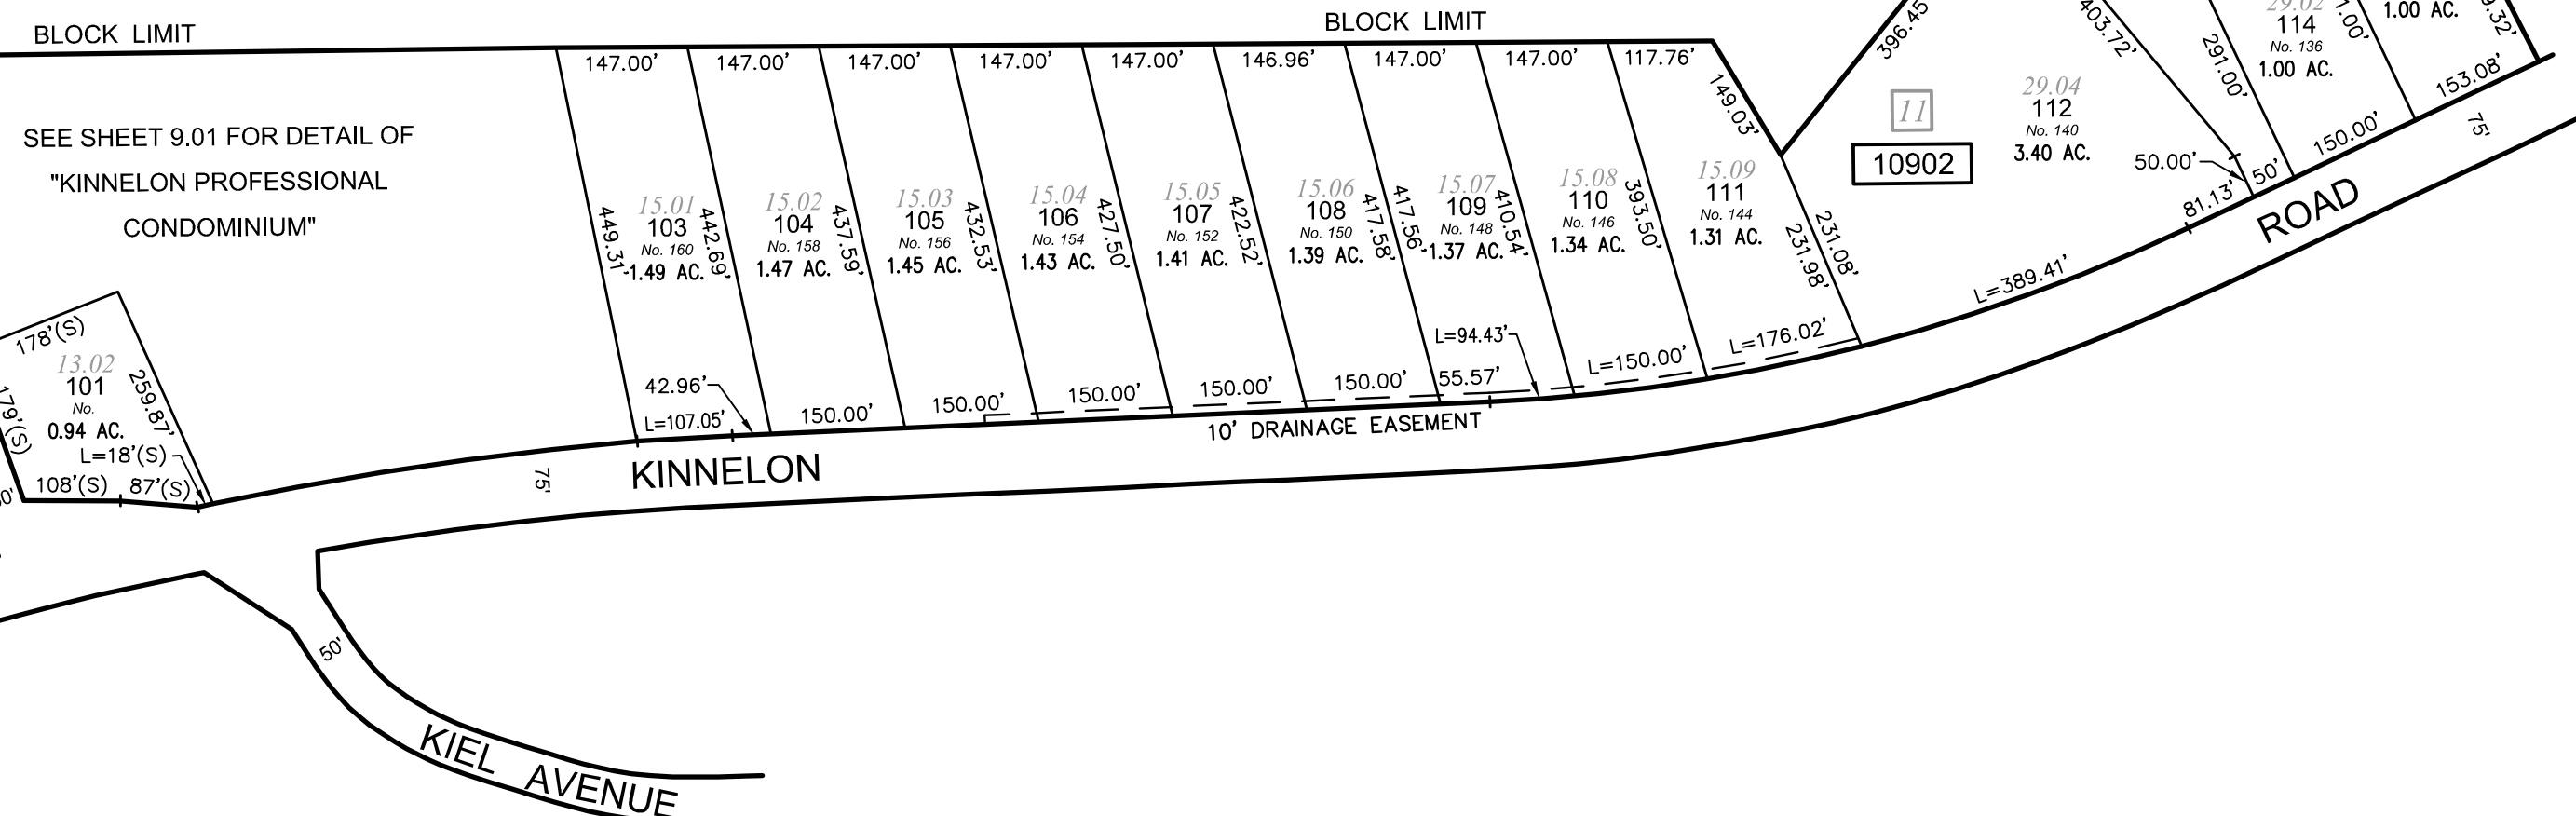 BLOCK LIMIT
BLOCK LIMIT
147.00'
147.00'
147.00'
147.00'
147.00'
146.96'
147.00'
147.00'
117.76'
149.03'
396.45
403.72'
291.00'
29.02
114
No. 136
1.00 AC.
1.00'
1.00 AC.
9.32'
153.08'
SEE SHEET 9.01 FOR DETAIL OF
"KINNELON PROFESSIONAL
CONDOMINIUM"
11
10902
29.04
112
No. 140
3.40 AC.
50.00'
50'
150.00'
75'
81.13'
ROAD
L=389.41'
449.31'
15.01
103
No. 160
1.49 AC.
442.69'
15.02
104
No. 158
1.47 AC.
437.59'
15.03
105
No. 156
1.45 AC.
432.53'
15.04
106
No. 154
1.43 AC.
427.50'
15.05
107
No. 152
1.41 AC.
422.52'
15.06
108
No. 150
1.39 AC.
417.58'
417.56'
15.07
109
No. 148
1.37 AC.
410.54'
15.08
110
No. 146
1.34 AC.
393.50'
15.09
111
No. 144
1.31 AC.
231.98'
231.08'
178'(S)
13.02
101
No.
0.94 AC.
259.87'
179'(S)
L=18'(S)
108'(S)
87'(S)
42.96'
L=107.05'
150.00'
150.00'
150.00'
150.00'
150.00'
55.57'
L=94.43'
L=150.00'
L=176.02'
10' DRAINAGE EASEMENT
75'
KINNELON
50'
KIEL AVENUE